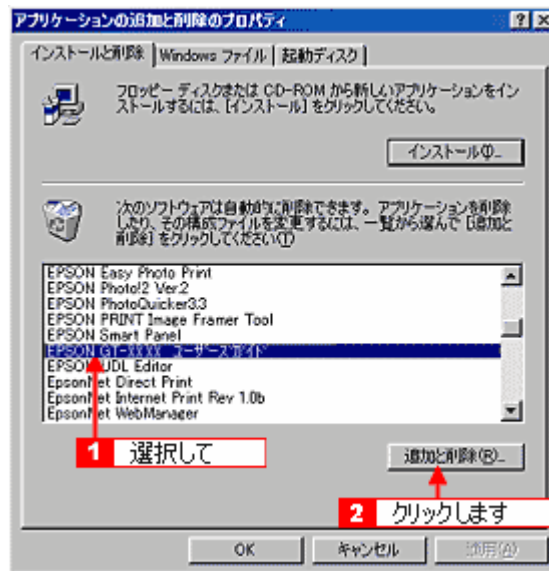 アプリケーションの追加と削除のプロパティ
インストールと削除 Windows ファイル 起動ディスク
フロッピー ディスクまたは CD-ROM から新しいアプリケーションをイン
ストールするには、[インストール] をクリックしてください。
インストール(I)...
次のソフトウェアは自動的に削除できます。アプリケーションを削除
したり、その構成ファイルを変更するには、一覧から選んで [追加と
削除] をクリックしてください(T)
EPSON Easy Photo Print
EPSON Photo!2 Ver.2
EPSON PhotoQuicker3.3
EPSON PRINT Image Framer Tool
EPSON Smart Panel
EPSON GT-XXXX ユーザーズガイド
EPSON UDL Editor
EpsonNet Direct Print
EpsonNet Internet Print Rev 1.0b
EpsonNet WebManager
1 選択して
追加と削除(R)...
2 クリックします
OK キャンセル 適用(A)